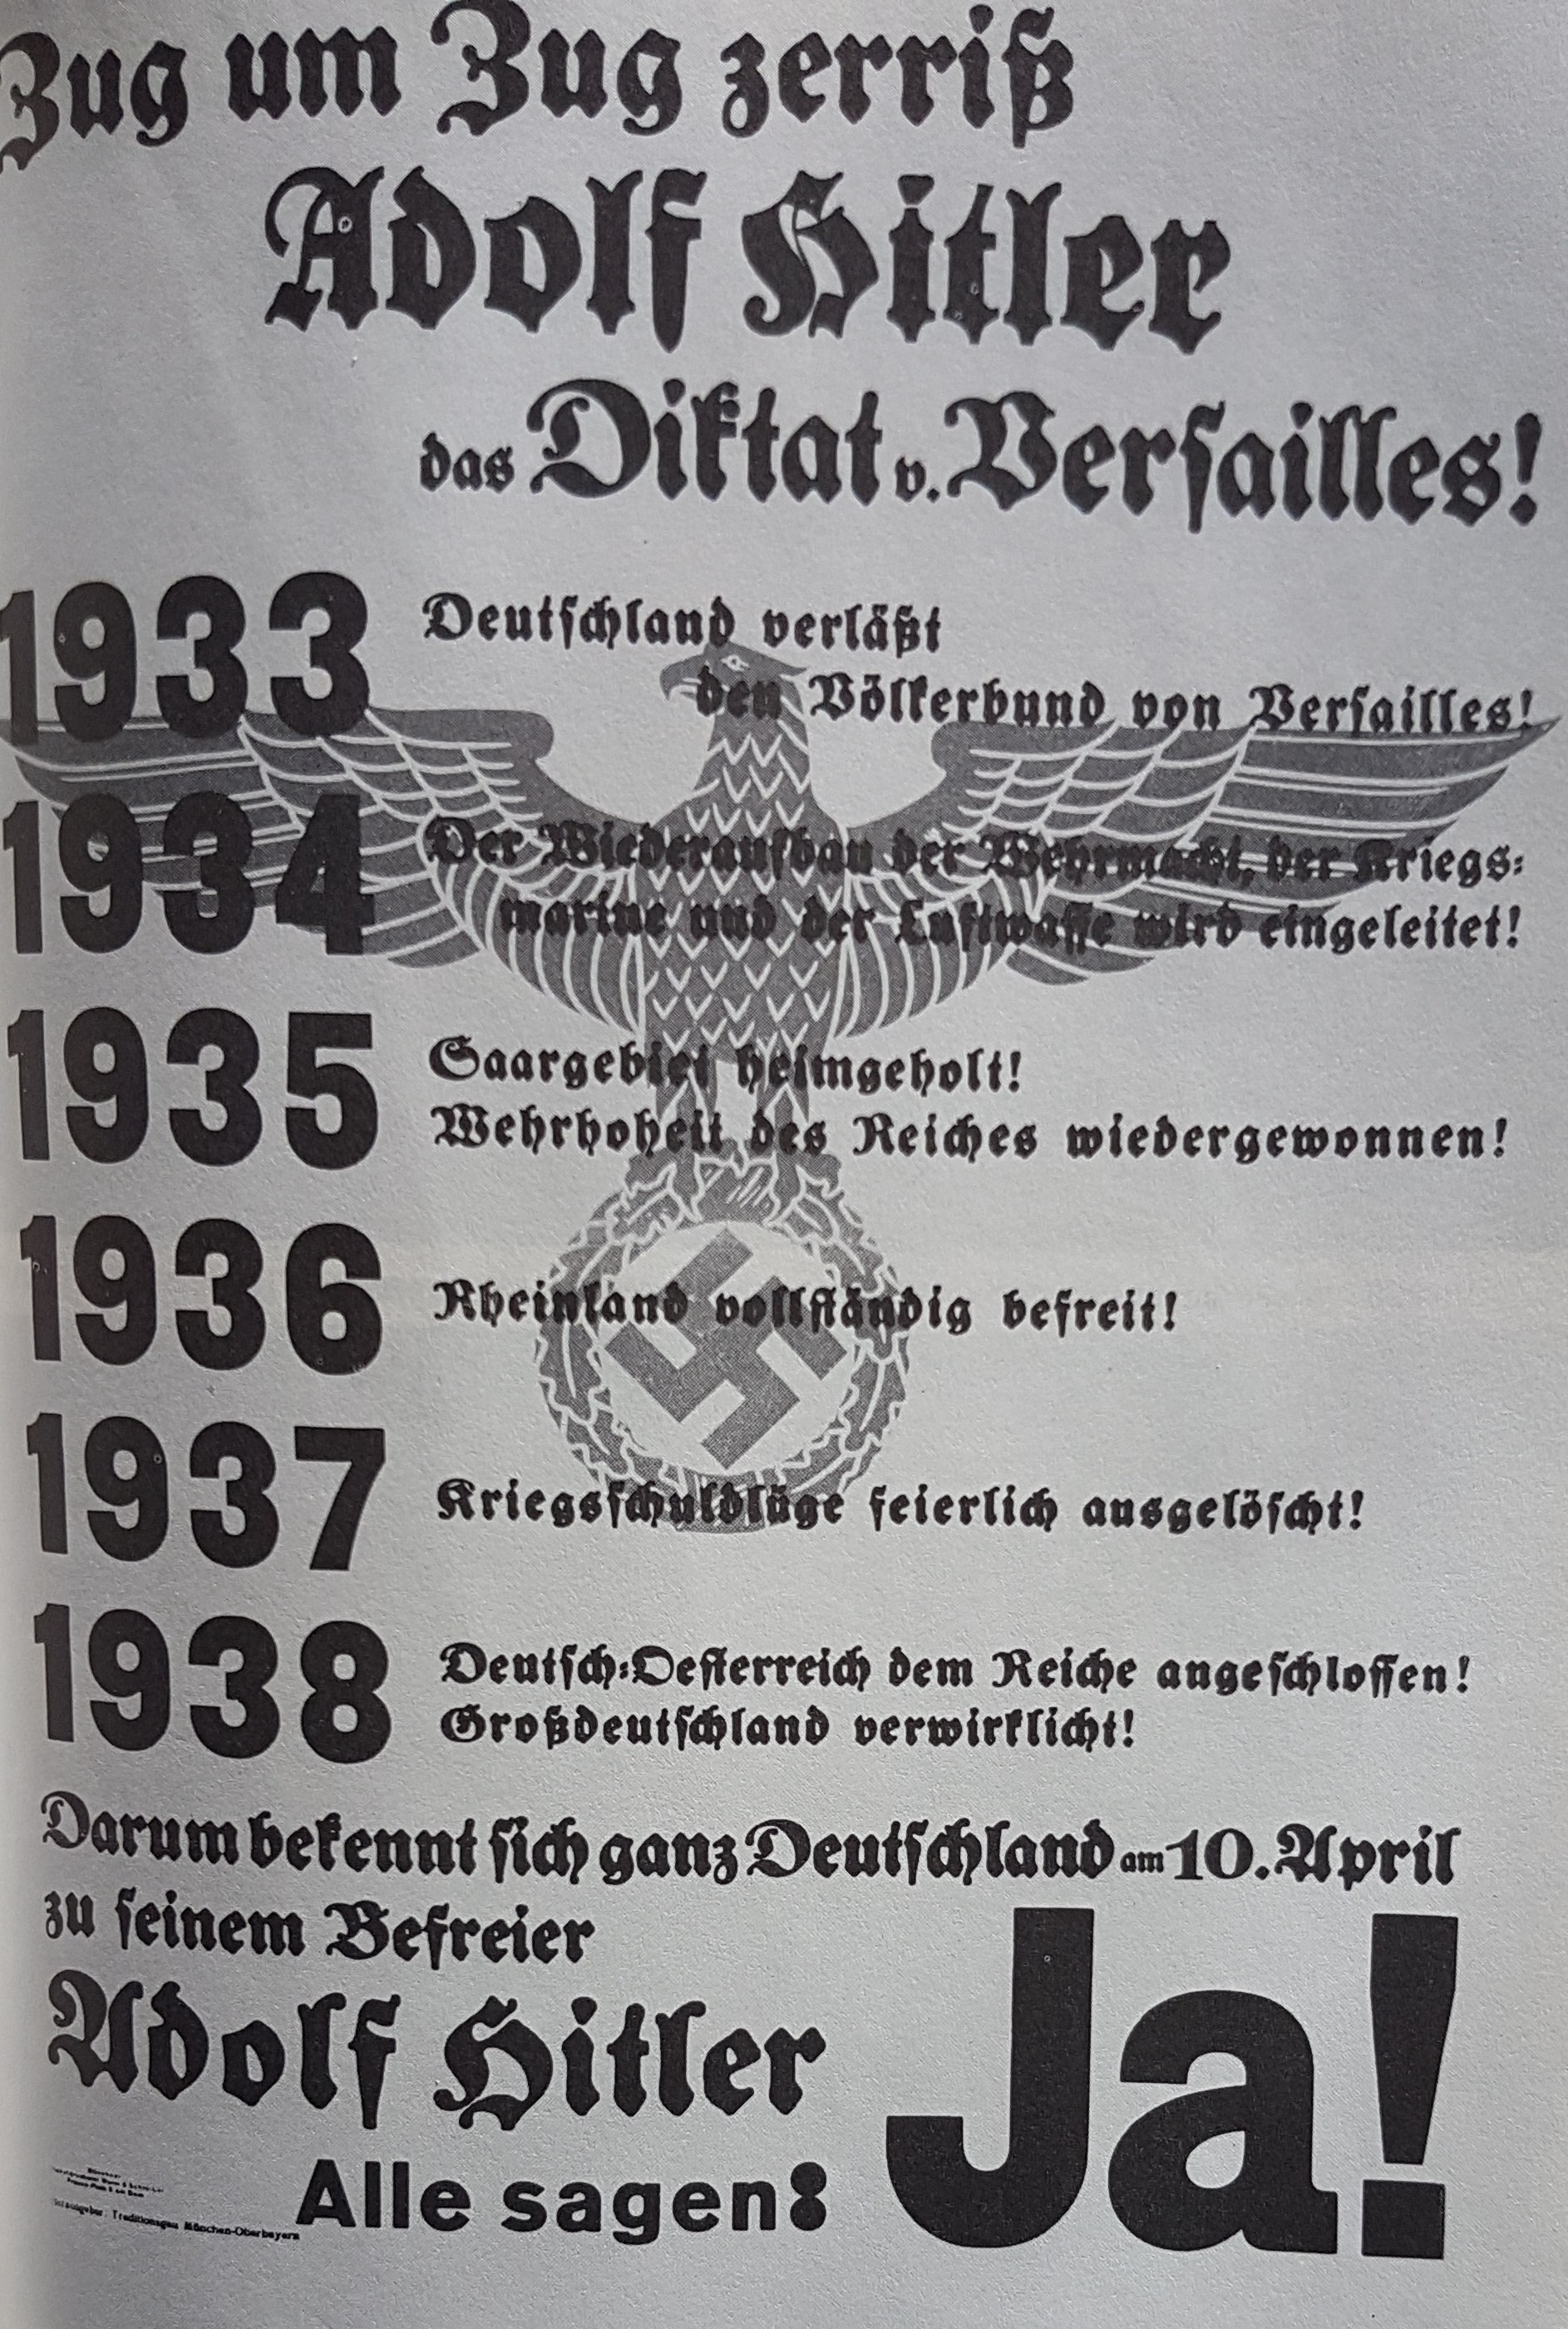 Zug um Zug zerriß
Adolf Hitler
das Diktat v. Versailles!
1933 Deutschland verläßt
den Völkerbund von Versailles!
1934 Der Wiederaufbau der Wehrmacht, der Kriegs-
marine und der Luftwaffe wird eingeleitet!
1935 Saargebiet heimgeholt!
Wehrhoheit des Reiches wiedergewonnen!
1936 Rheinland vollständig befreit!
1937 Kriegsschuldlüge feierlich ausgelöscht!
1938 Deutsch-Oesterreich dem Reiche angeschlossen!
Großdeutschland verwirklicht!
Darum bekennt sich ganz Deutschland am 10. April
zu seinem Befreier
Adolf Hitler
Alle sagen: Ja!
Traditionsgau München-Oberbayern